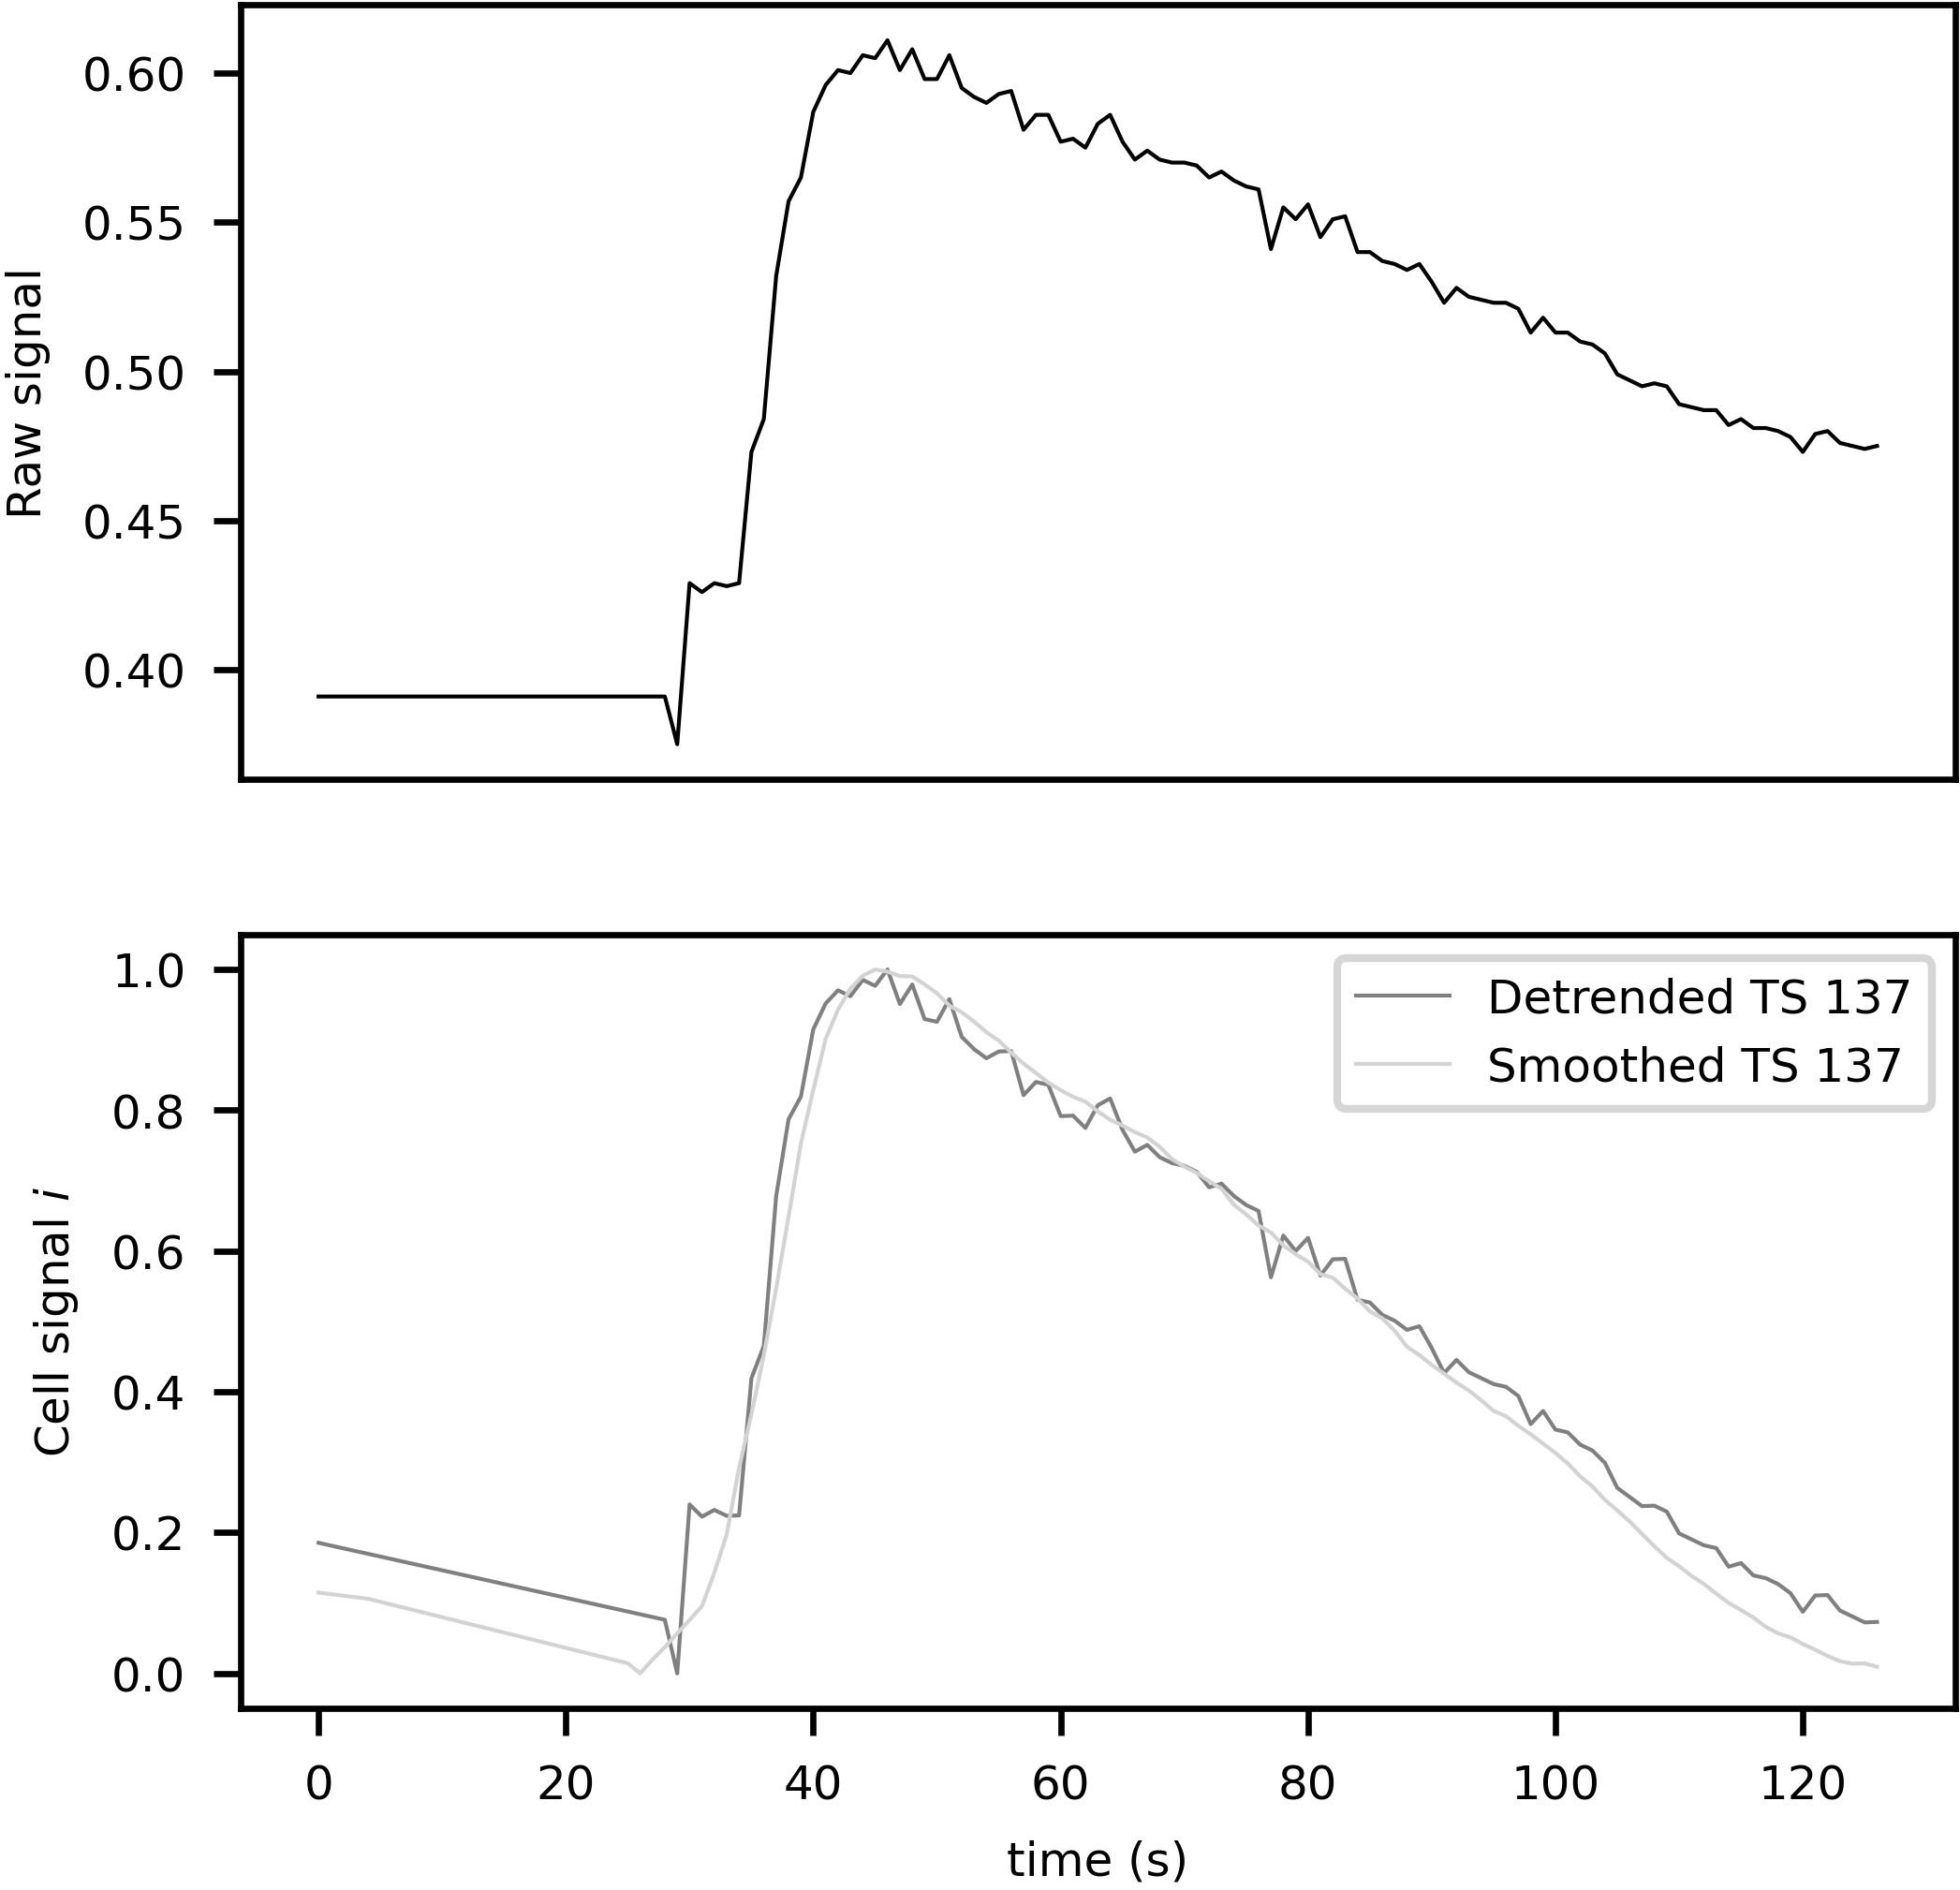 Raw signal
0.60
0.55
0.50
0.45
0.40
Cell signal i
1.0
0.8
0.6
0.4
0.2
0.0
Detrended TS 137
Smoothed TS 137
0 20 40 60 80 100 120
time (s)